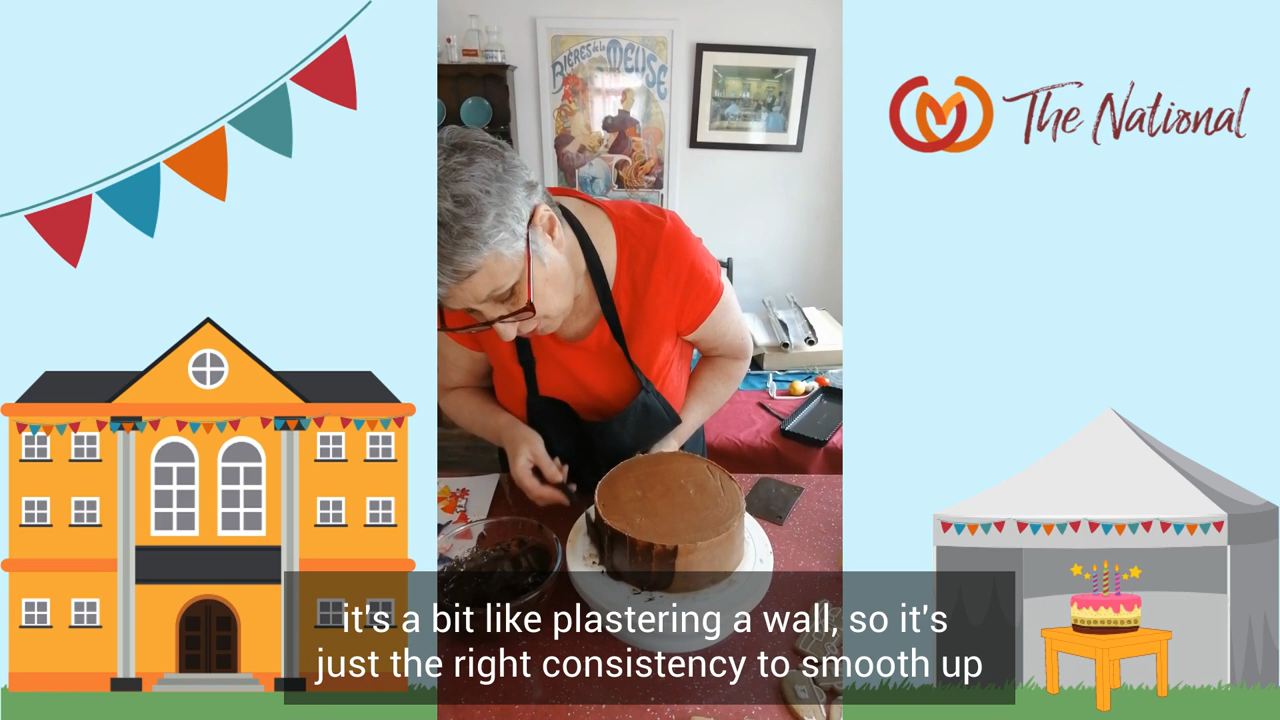 BIÈRES de la MEUSE
The National
it's a bit like plastering a wall, so it's
just the right consistency to smooth up